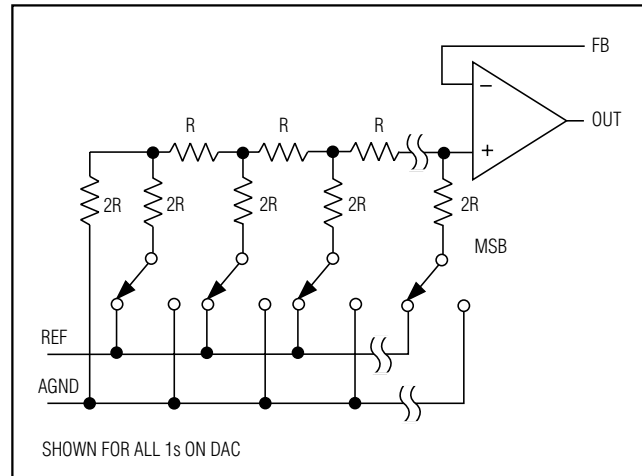 FB
−
OUT
R
R
R
+
2R
2R
2R
2R
2R
MSB
REF
AGND
SHOWN FOR ALL 1s ON DAC